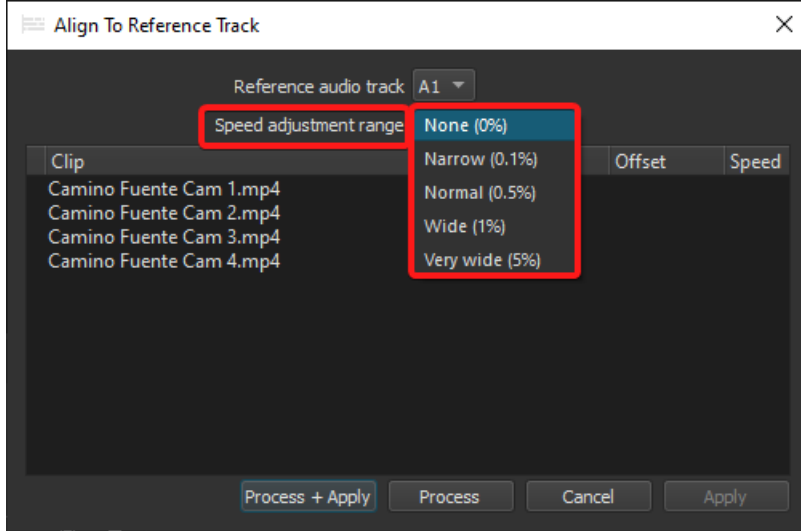 Align To Reference Track
Reference audio track A1
Speed adjustment range None (0%)
Narrow (0.1%)
Normal (0.5%)
Wide (1%)
Very wide (5%)
Clip Offset Speed
Camino Fuente Cam 1.mp4
Camino Fuente Cam 2.mp4
Camino Fuente Cam 3.mp4
Camino Fuente Cam 4.mp4
Process + Apply Process Cancel Apply